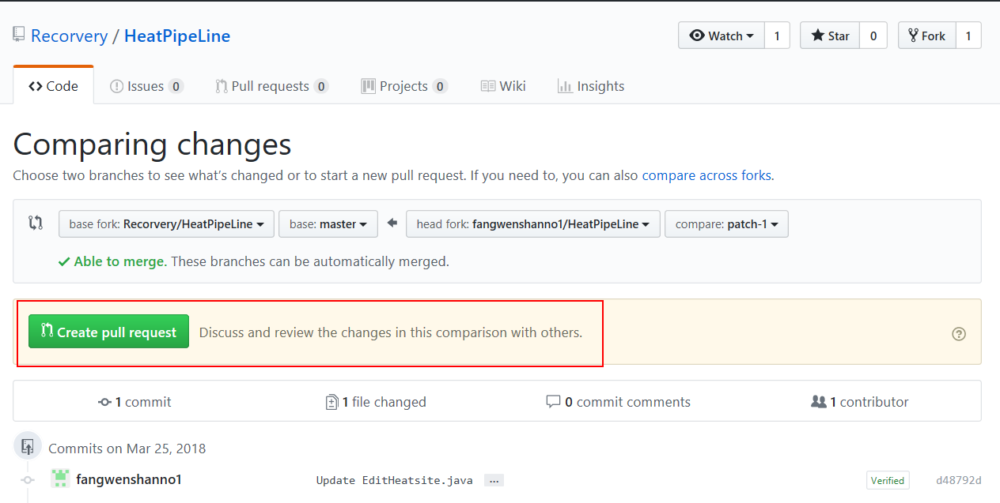 Recorvery / HeatPipeLine
Watch 1 Star 0 Fork 1
Code Issues 0 Pull requests 0 Projects 0 Wiki Insights
Comparing changes
Choose two branches to see what's changed or to start a new pull request. If you need to, you can also compare across forks.
base fork: Recorvery/HeatPipeLine base: master head fork: fangwenshanno1/HeatPipeLine compare: patch-1
Able to merge. These branches can be automatically merged.
Create pull request Discuss and review the changes in this comparison with others.
1 commit 1 file changed 0 commit comments 1 contributor
Commits on Mar 25, 2018
fangwenshanno1 Update EditHeatsite.java … Verified d48792d